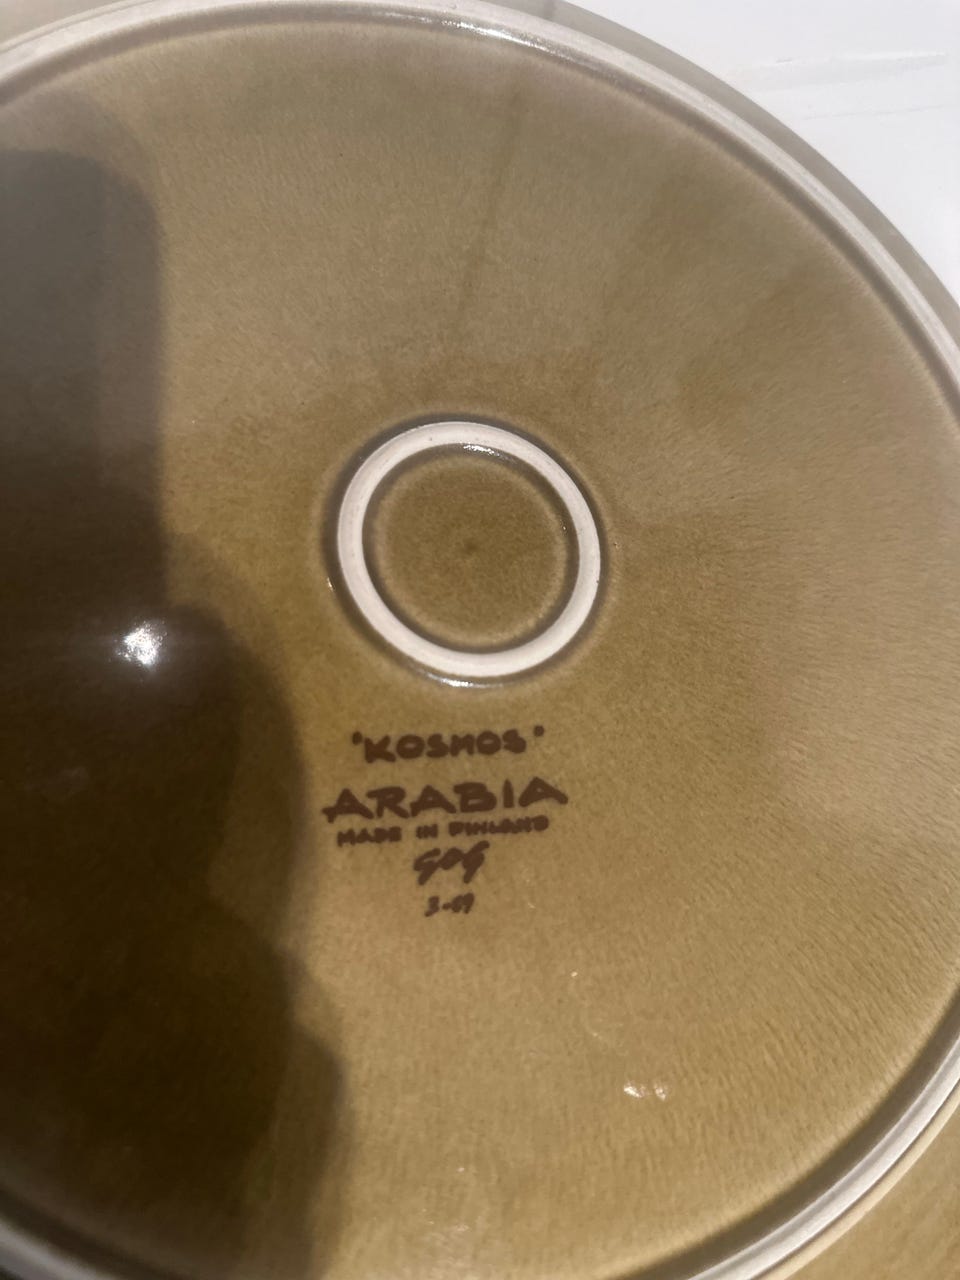 "KOSMOS"
ARABIA
MADE IN FINLAND
GOG
3-69